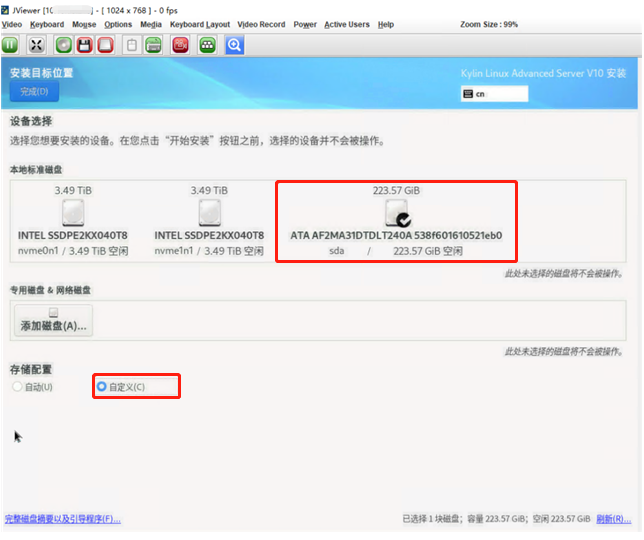 JViewer [10 ] - [ 1024 x 768 ] - 0 fps
Video Keyboard Mouse Options Media Keyboard Layout Video Record Power Active Users Help Zoom Size : 99%
安装目标位置
Kylin Linux Advanced Server V10 安装
完成(D)
cn
设备选择
选择您想要安装的设备。在您点击“开始安装”按钮之前，选择的设备并不会被操作。
本地标准磁盘
3.49 TiB 3.49 TiB 223.57 GiB
INTEL SSDPE2KX040T8 INTEL SSDPE2KX040T8 ATA AF2MA31DTDLT240A 538f601610521eb0
nvme0n1 / 3.49 TiB 空闲 nvme1n1 / 3.49 TiB 空闲 sda / 223.57 GiB 空闲
此处未选择的磁盘将不会被操作。
专用磁盘 & 网络磁盘
添加磁盘(A)...
此处未选择的磁盘将不会被操作。
存储配置
自动(U) 自定义(C)
完整磁盘摘要以及引导程序(F)... 已选择 1 块磁盘；容量 223.57 GiB；空闲 223.57 GiB 刷新(R)...